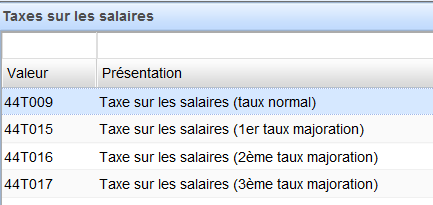 Taxes sur les salaires
Valeur Présentation
44T009 Taxe sur les salaires (taux normal)
44T015 Taxe sur les salaires (1er taux majoration)
44T016 Taxe sur les salaires (2ème taux majoration)
44T017 Taxe sur les salaires (3ème taux majoration)